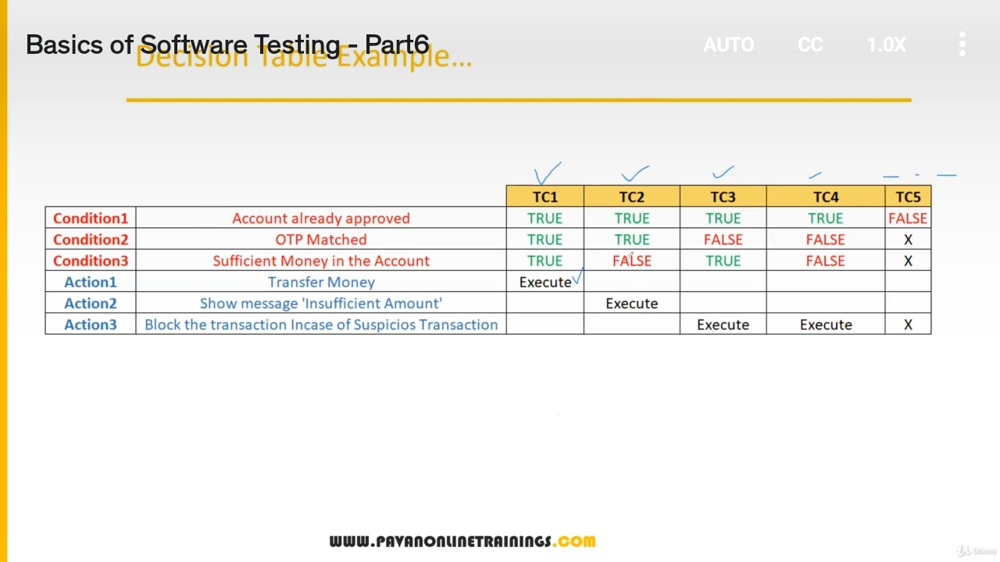 Basics of Software Testing - Part6
AUTO CC 1.0X
Decision Table Example...
TC1 TC2 TC3 TC4 TC5
Condition1 Account already approved TRUE TRUE TRUE TRUE FALSE
Condition2 OTP Matched TRUE TRUE FALSE FALSE X
Condition3 Sufficient Money in the Account TRUE FALSE TRUE FALSE X
Action1 Transfer Money Execute
Action2 Show message 'Insufficient Amount' Execute
Action3 Block the transaction Incase of Suspicios Transaction Execute Execute X
WWW.PAVANONLINETRAININGS.COM
Udemy